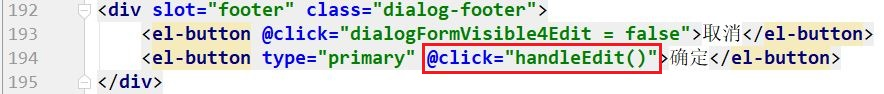 192 <div slot="footer" class="dialog-footer">
193 <el-button @click="dialogFormVisible4Edit = false">取消</el-button>
194 <el-button type="primary" @click="handleEdit()">确定</el-button>
195 </div>